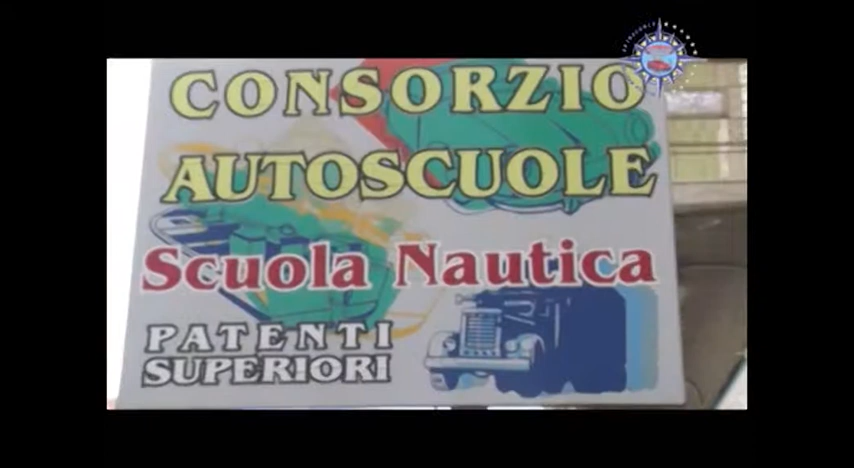 CONSORZIO
AUTOSCUOLE
Scuola Nautica
PATENTI
SUPERIORI